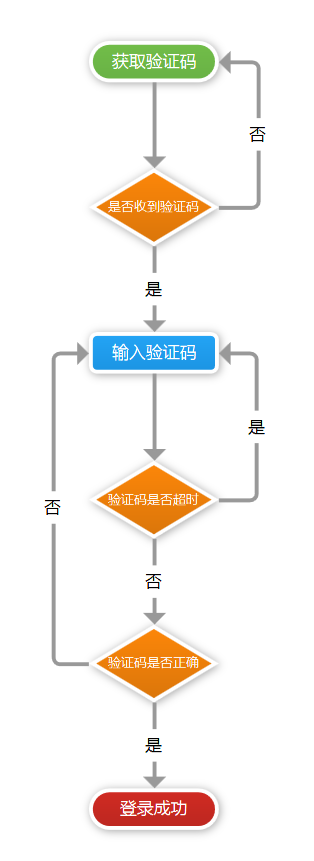 获取验证码
否
是否收到验证码
是
输入验证码
是
验证码是否超时
否
否
验证码是否正确
是
登录成功